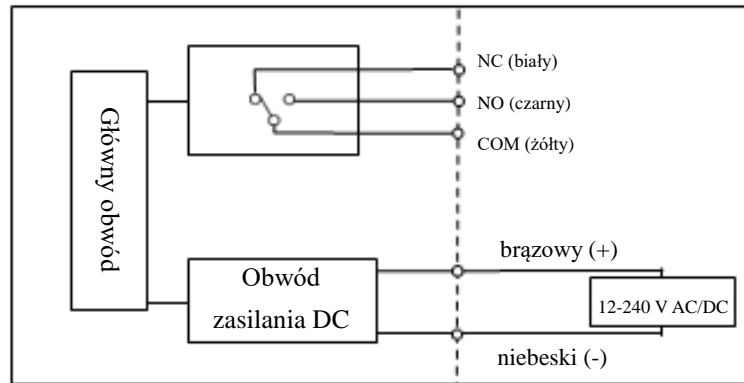 NC (biały)
NO (czarny)
COM (żółty)
Główny obwód
Obwód
zasilania DC
brązowy (+)
12-240 V AC/DC
niebeski (-)